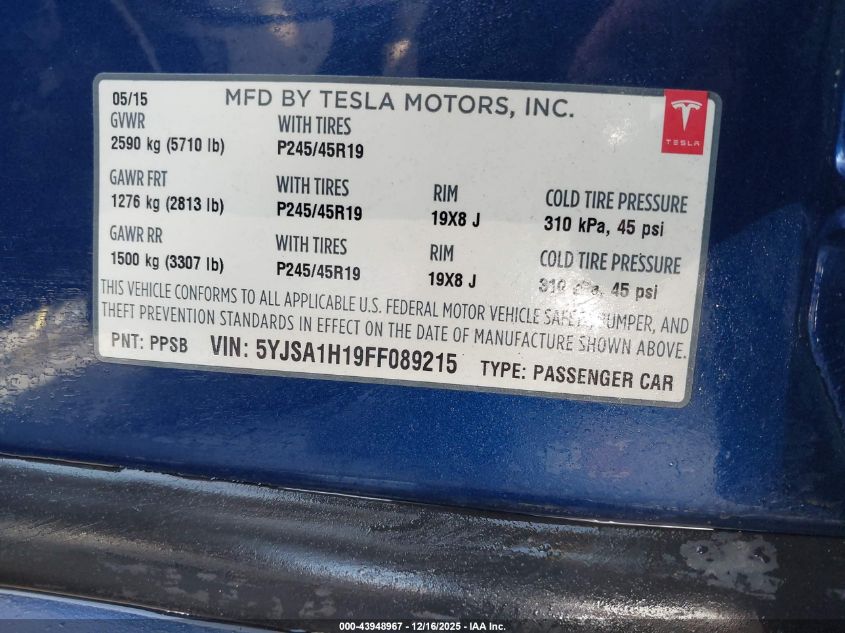 05/15 MFD BY TESLA MOTORS, INC.
TESLA
GVWR WITH TIRES
2590 kg (5710 lb) P245/45R19
GAWR FRT WITH TIRES RIM COLD TIRE PRESSURE
1276 kg (2813 lb) P245/45R19 19X8 J 310 kPa, 45 psi
GAWR RR WITH TIRES RIM COLD TIRE PRESSURE
1500 kg (3307 lb) P245/45R19 19X8 J 310 kPa, 45 psi
THIS VEHICLE CONFORMS TO ALL APPLICABLE U.S. FEDERAL MOTOR VEHICLE SAFETY, BUMPER, AND
THEFT PREVENTION STANDARDS IN EFFECT ON THE DATE OF MANUFACTURE SHOWN ABOVE.
PNT: PPSB VIN: 5YJSA1H19FF089215 TYPE: PASSENGER CAR
000-43948967 - 12/16/2025 - IAA Inc.